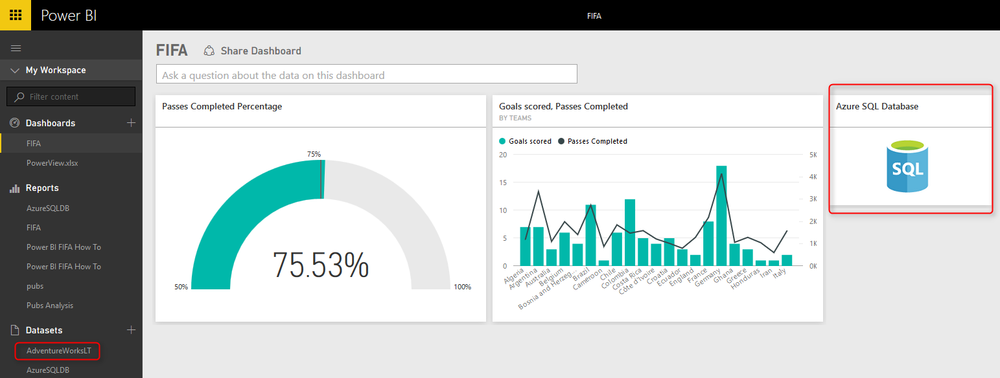 Power BI
FIFA
My Workspace
Filter content
Dashboards
FIFA
PowerView.xlsx
Reports
AzureSQLDB
FIFA
Power BI FIFA How To
Power BI FIFA How To
pubs
Pubs Analysis
Datasets
AdventureWorksLT
AzureSQLDB
FIFA Share Dashboard
Ask a question about the data on this dashboard
Passes Completed Percentage
75%
75.53%
50%
100%
Goals scored, Passes Completed
BY TEAMS
Goals scored Passes Completed
20
15
10
5
0
5K
4K
3K
2K
1K
0K
Algeria
Argentina
Australia
Belgium
Bosnia and Herzeg...
Brazil
Cameroon
Chile
Colombia
Costa Rica
Côte d'Ivoire
Croatia
Ecuador
England
France
Germany
Ghana
Greece
Honduras
Iran
Italy
Azure SQL Database
SQL